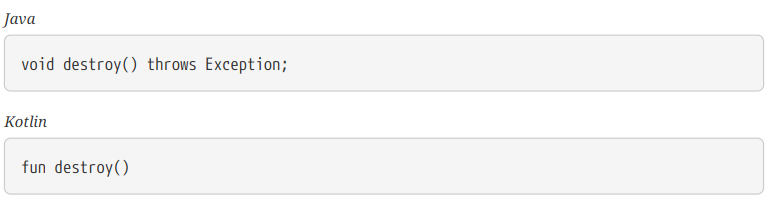 Java
void destroy() throws Exception;
Kotlin
fun destroy()